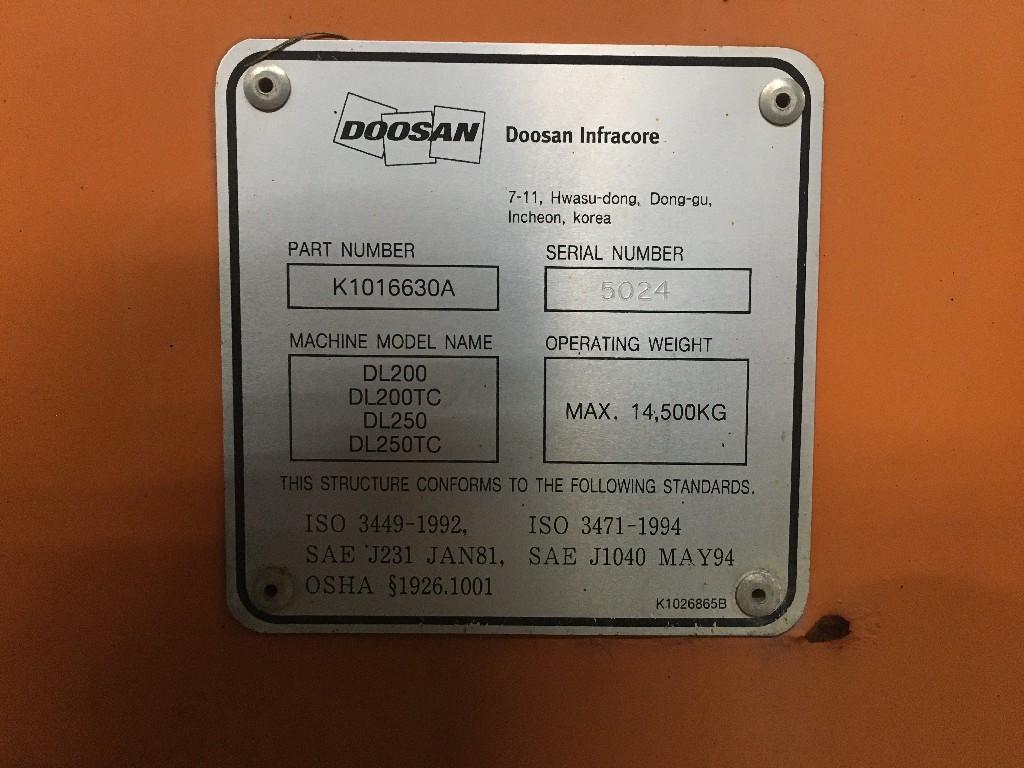 DOOSAN Doosan Infracore
7-11, Hwasu-dong, Dong-gu,
Incheon, korea
PART NUMBER
K1016630A
SERIAL NUMBER
5024
MACHINE MODEL NAME
DL200
DL200TC
DL250
DL250TC
OPERATING WEIGHT
MAX. 14,500KG
THIS STRUCTURE CONFORMS TO THE FOLLOWING STANDARDS.
ISO 3449-1992, ISO 3471-1994
SAE J231 JAN81, SAE J1040 MAY94
OSHA §1926.1001
K1026865B